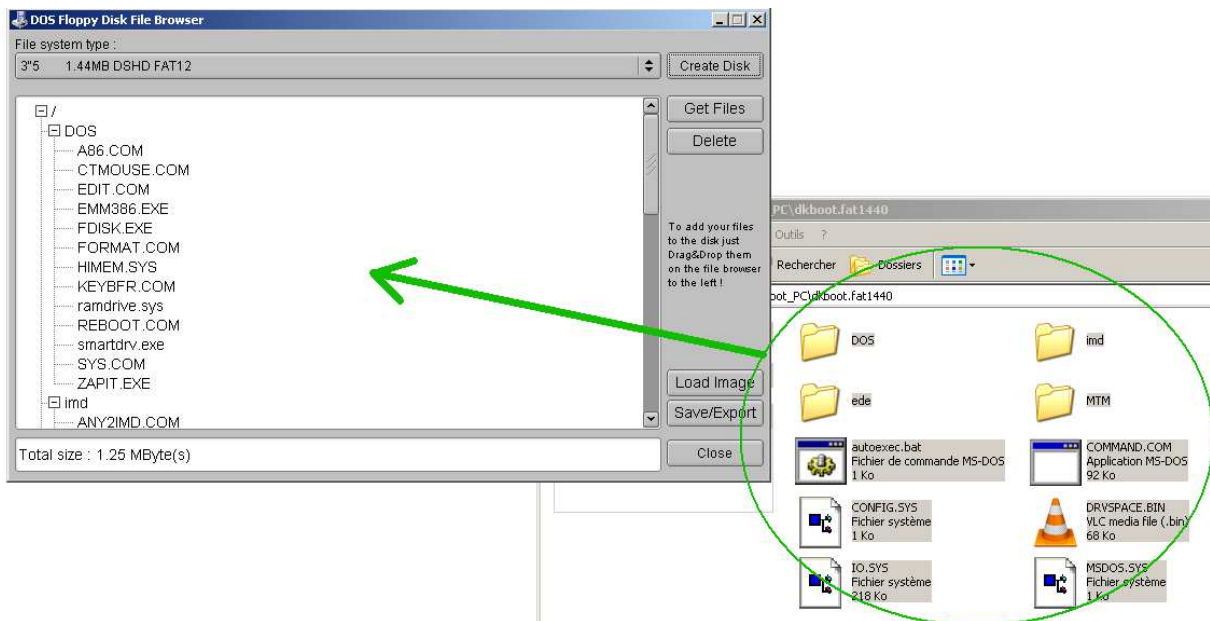 DOS Floppy Disk File Browser
File system type :
3"5 1.44MB DSHD FAT12
Create Disk
/
DOS
A86.COM
CTMOUSE.COM
EDIT.COM
EMM386.EXE
FDISK.EXE
FORMAT.COM
HIMEM.SYS
KEYBFR.COM
ramdrive.sys
REBOOT.COM
smartdrv.exe
SYS.COM
ZAPIT.EXE
imd
ANY2IMD.COM
Get Files
Delete
To add your files
to the disk just
Drag&Drop them
on the file browser
to the left !
Load Image
Save/Export
Total size : 1.25 MByte(s)
Close
PC\dkboot.fat1440
Outils ?
Rechercher Dossiers
oot_PC\dkboot.fat1440
DOS
imd
ede
MTM
autoexec.bat
Fichier de commande MS-DOS
1 Ko
COMMAND.COM
Application MS-DOS
92 Ko
CONFIG.SYS
Fichier système
1 Ko
DRVSPACE.BIN
VLC media file (.bin)
68 Ko
IO.SYS
Fichier système
218 Ko
MSDOS.SYS
Fichier système
1 Ko